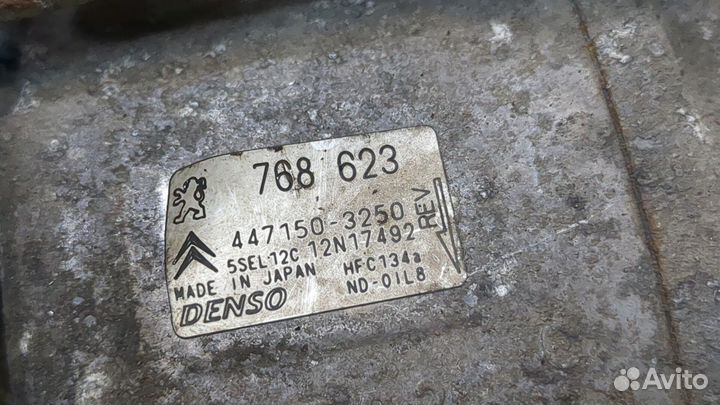 768 623
447150-3250
5SEL12C 12N17492
MADE IN JAPAN HFC134a
DENSO ND-OIL8
REV
Avito